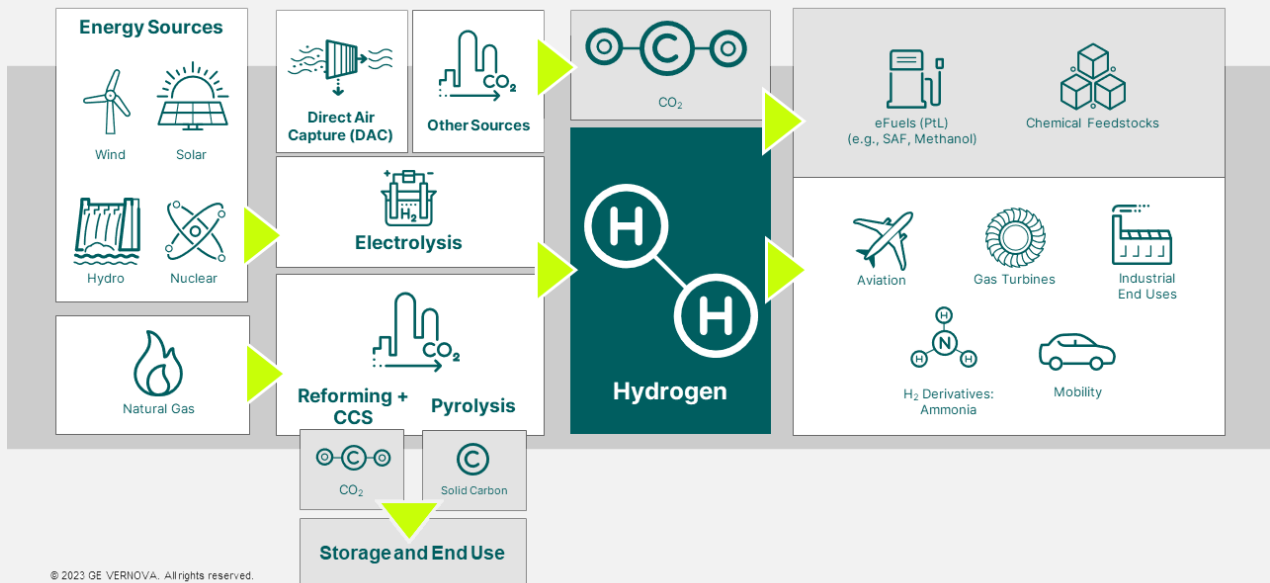 Energy Sources
Wind
Solar
Hydro
Nuclear
Natural Gas
Direct Air
Capture (DAC)
CO₂
Other Sources
+ −
H₂
Electrolysis
CO₂
Reforming +
CCS
Pyrolysis
O C O
CO₂
C
Solid Carbon
Storage and End Use
O C O
CO₂
H
H
Hydrogen
eFuels (PtL)
(e.g., SAF, Methanol)
Chemical Feedstocks
Aviation
Gas Turbines
Industrial
End Uses
H
N
H H
H₂ Derivatives:
Ammonia
Mobility
© 2023 GE VERNOVA. All rights reserved.